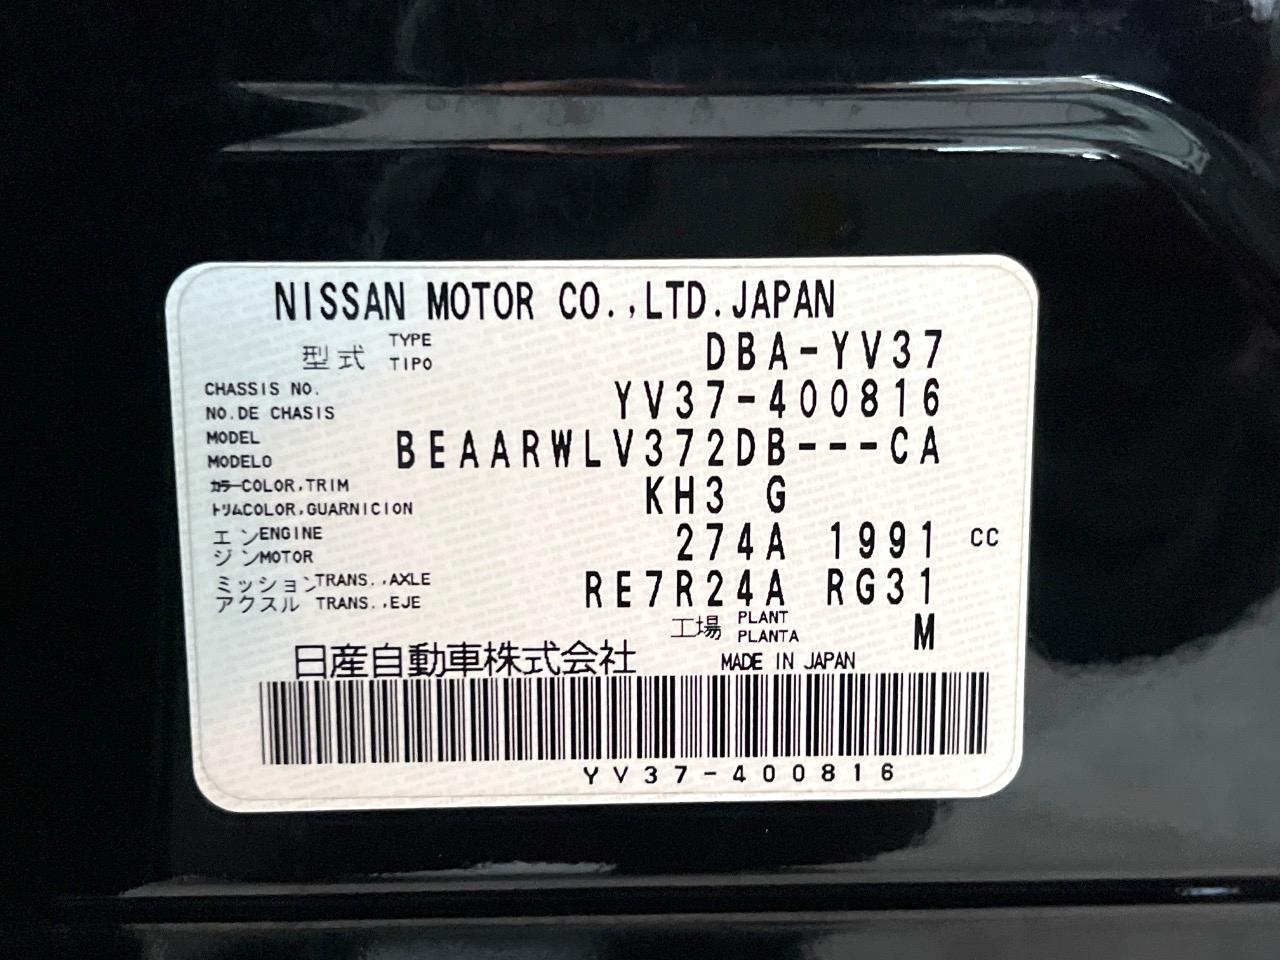 NISSAN MOTOR CO.,LTD.JAPAN
型式 TYPE TIPO DBA-YV37
CHASSIS NO.
NO.DE CHASIS YV37-400816
MODEL
MODELO BEAARWLV372DB---CA
カラーCOLOR,TRIM
トリムCOLOR,GUARNICION KH3 G
エンENGINE
ジンMOTOR 274A 1991 CC
ミッションTRANS.,AXLE
アクスル TRANS.,EJE RE7R24A RG31
工場 PLANT PLANTA M
日産自動車株式会社 MADE IN JAPAN
YV37-400816